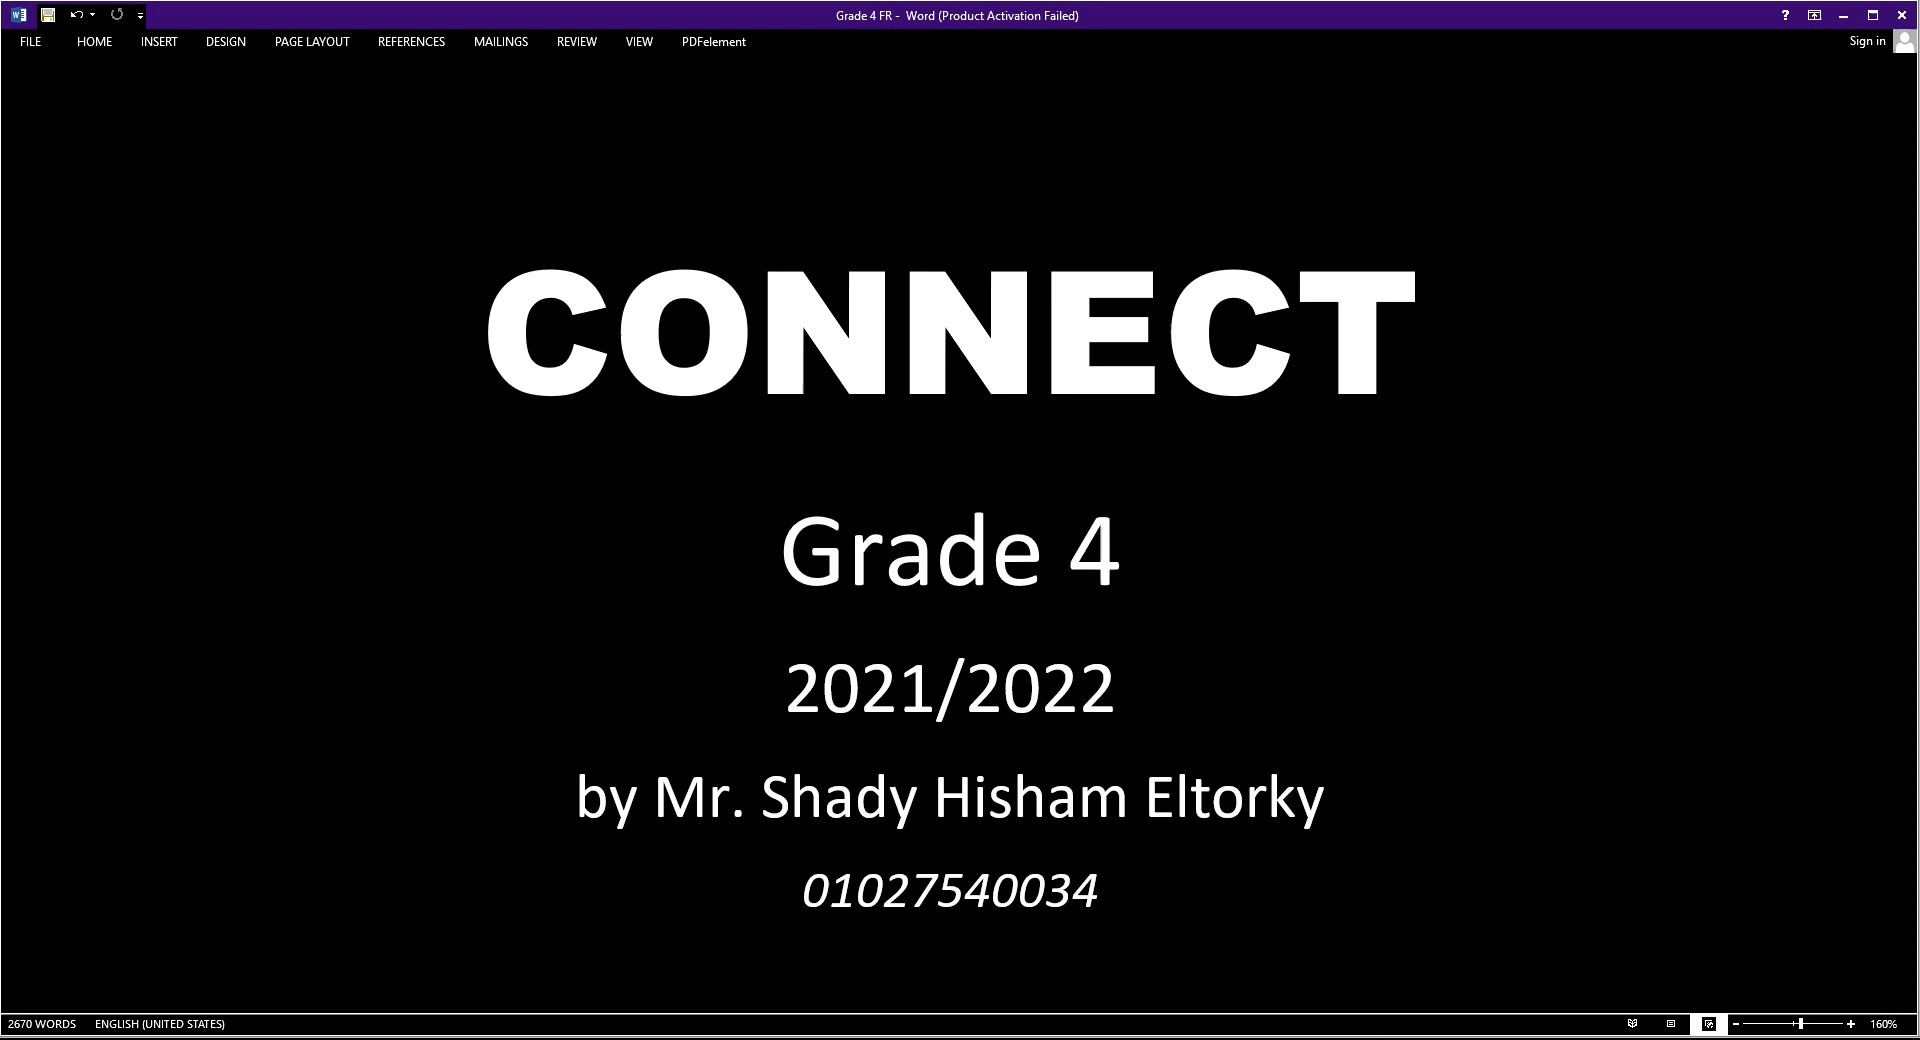 Grade 4 FR - Word (Product Activation Failed)
FILE HOME INSERT DESIGN PAGE LAYOUT REFERENCES MAILINGS REVIEW VIEW PDFelement Sign in
CONNECT
Grade 4
2021/2022
by Mr. Shady Hisham Eltorky
01027540034
2670 WORDS ENGLISH (UNITED STATES) 160%